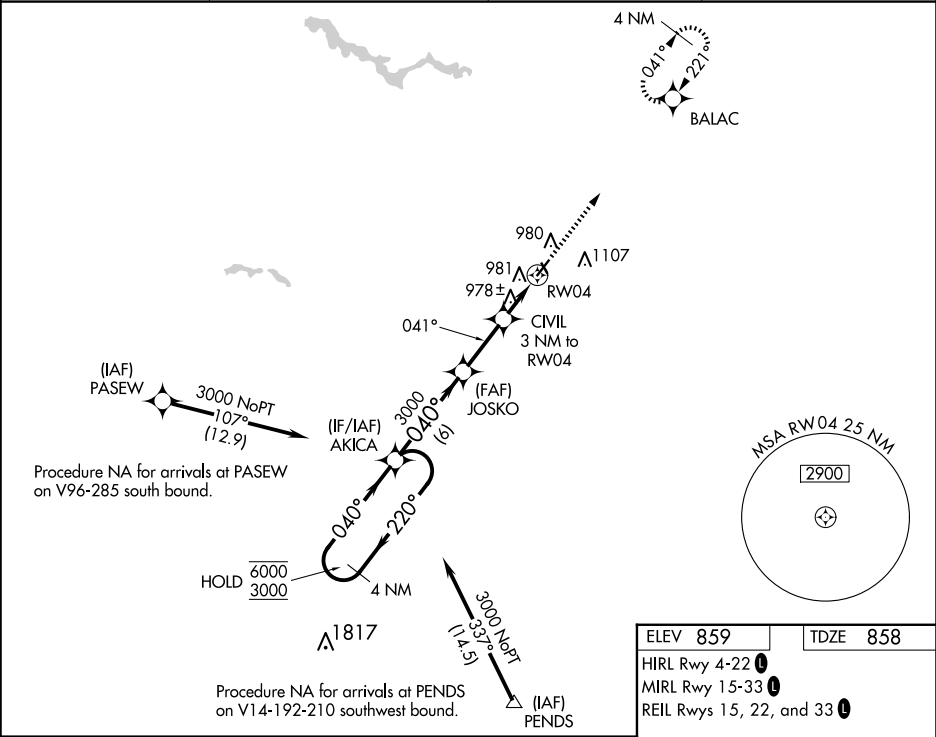 4 NM
041°
221°
BALAC
980
1107
981
978±
RW04
041°
CIVIL
3 NM to
RW04
(IAF)
PASEW
3000 NoPT
107°
(12.9)
(FAF)
JOSKO
3000
040°
(6)
(IF/IAF)
AKICA
MSA RW04 25 NM
2900
Procedure NA for arrivals at PASEW
on V96-285 south bound.
040°
220°
HOLD
6000
3000
4 NM
1817
3000 NoPT
337°
(14.5)
Procedure NA for arrivals at PENDS
on V14-192-210 southwest bound.
(IAF)
PENDS
ELEV 859
TDZE 858
HIRL Rwy 4-22 L
MIRL Rwy 15-33 L
REIL Rwys 15, 22, and 33 L